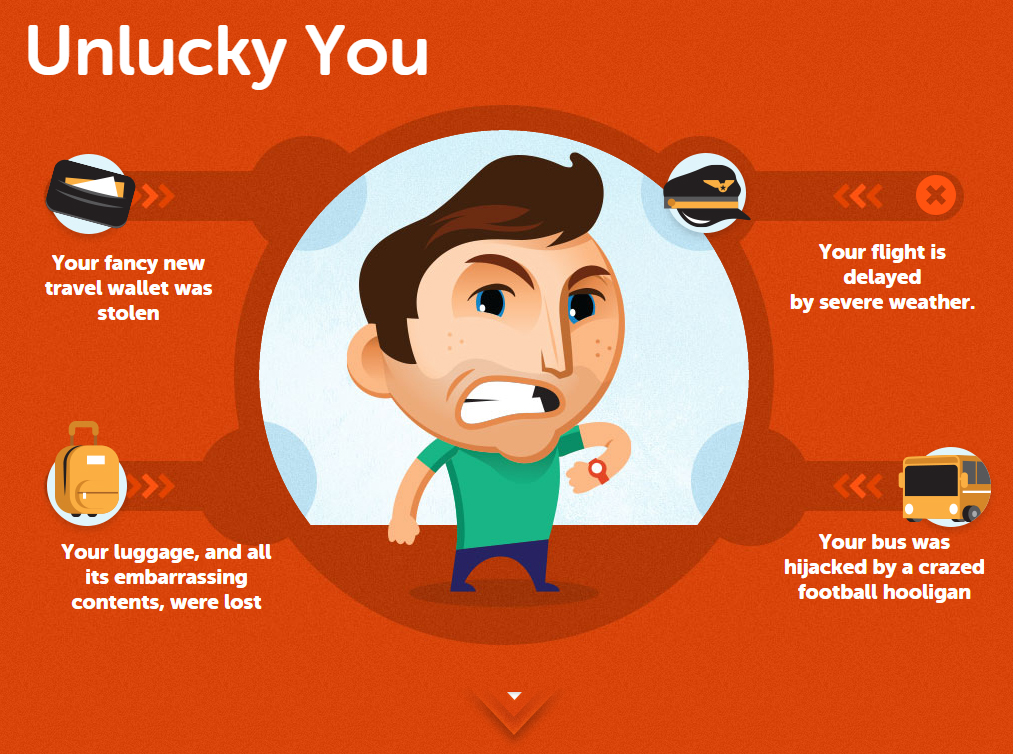 Unlucky You
Your fancy new
travel wallet was
stolen
Your flight is
delayed
by severe weather.
Your luggage, and all
its embarrassing
contents, were lost
Your bus was
hijacked by a crazed
football hooligan